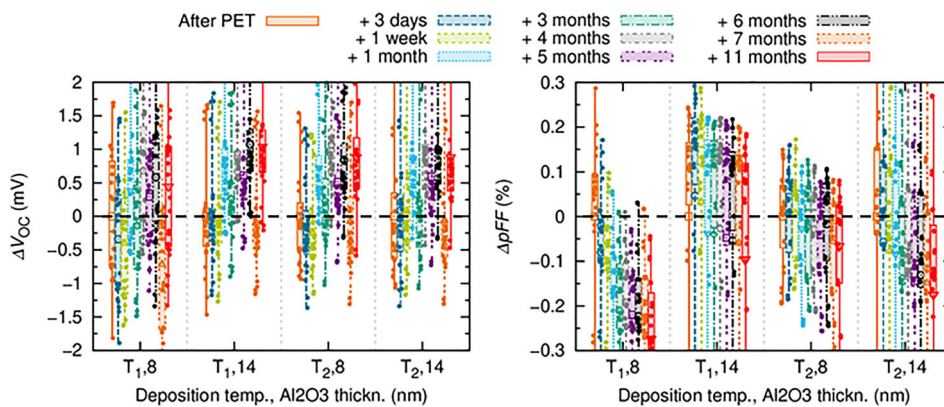 After PET
+ 3 days
+ 3 months
+ 6 months
+ 1 week
+ 4 months
+ 7 months
+ 1 month
+ 5 months
+ 11 months
ΔVOC (mV)
2
1.5
1
0.5
0
-0.5
-1
-1.5
-2
T1,8
T1,14
T2,8
T2,14
Deposition temp., Al2O3 thickn. (nm)
ΔpFF (%)
0.3
0.2
0.1
0
-0.1
-0.2
-0.3
T1,8
T1,14
T2,8
T2,14
Deposition temp., Al2O3 thickn. (nm)